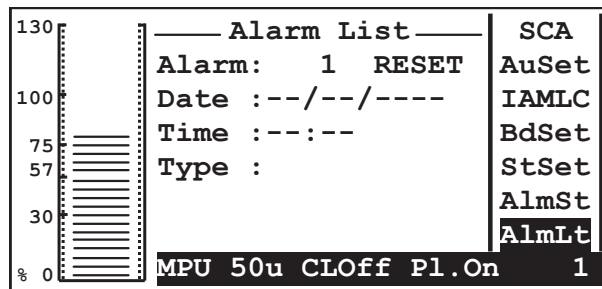 130
100
75
57
30
% 0
Alarm List
Alarm: 1 RESET
Date :--/--/----
Time :--:--
Type :
SCA
AuSet
IAMLC
BdSet
StSet
AlmSt
AlmLt
MPU 50u CLOff Pl.On 1